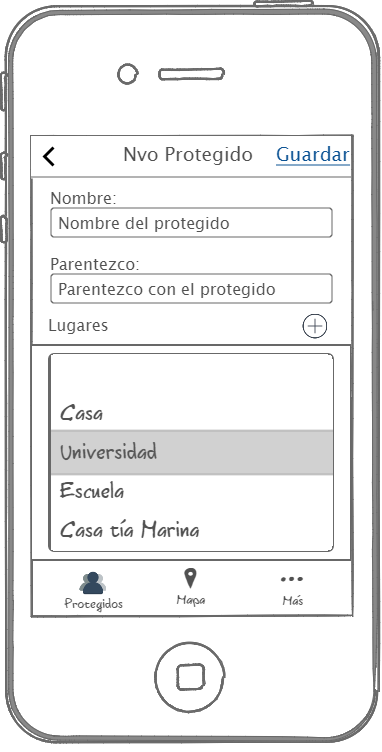 Nvo Protegido Guardar
Nombre:
Nombre del protegido
Parentezco:
Parentezco con el protegido
Lugares
Casa
Universidad
Escuela
Casa tía Marina
Protegidos Mapa Más